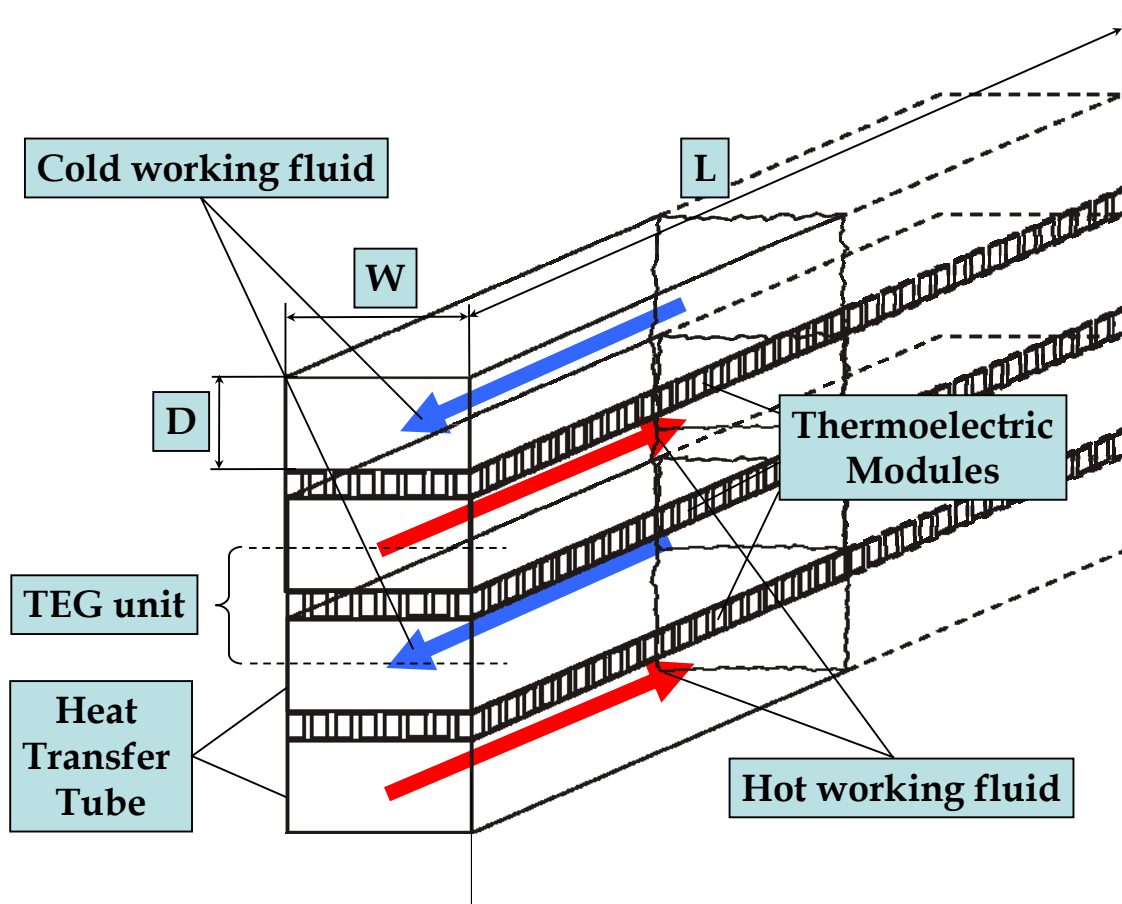 Cold working fluid
L
W
D
Thermoelectric
Modules
TEG unit
Heat
Transfer
Tube
Hot working fluid